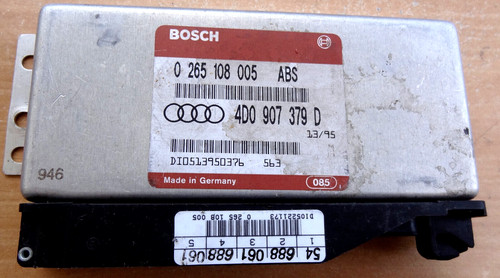 BOSCH
0 265 108 005 ABS
4D0 907 379 D
13/95
DI0513950376 563
Made in Germany
085
946
DI05221173 0 265 108 005
1 2 3 4 5
54 688 061 688 061